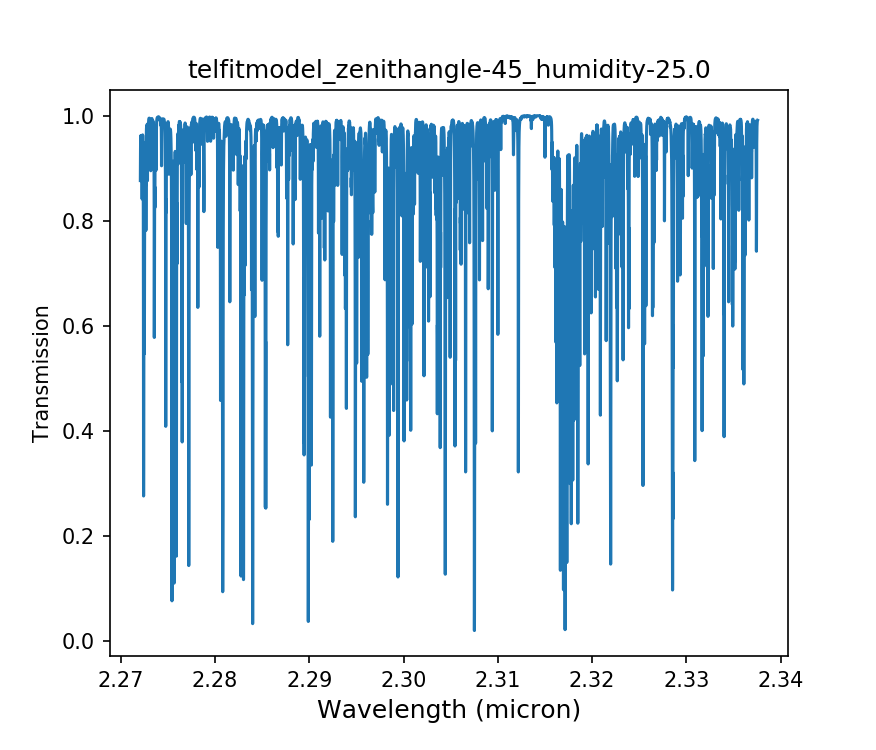 telfitmodel_zenithangle-45_humidity-25.0
Transmission
1.0
0.8
0.6
0.4
0.2
0.0
2.27 2.28 2.29 2.30 2.31 2.32 2.33 2.34
Wavelength (micron)